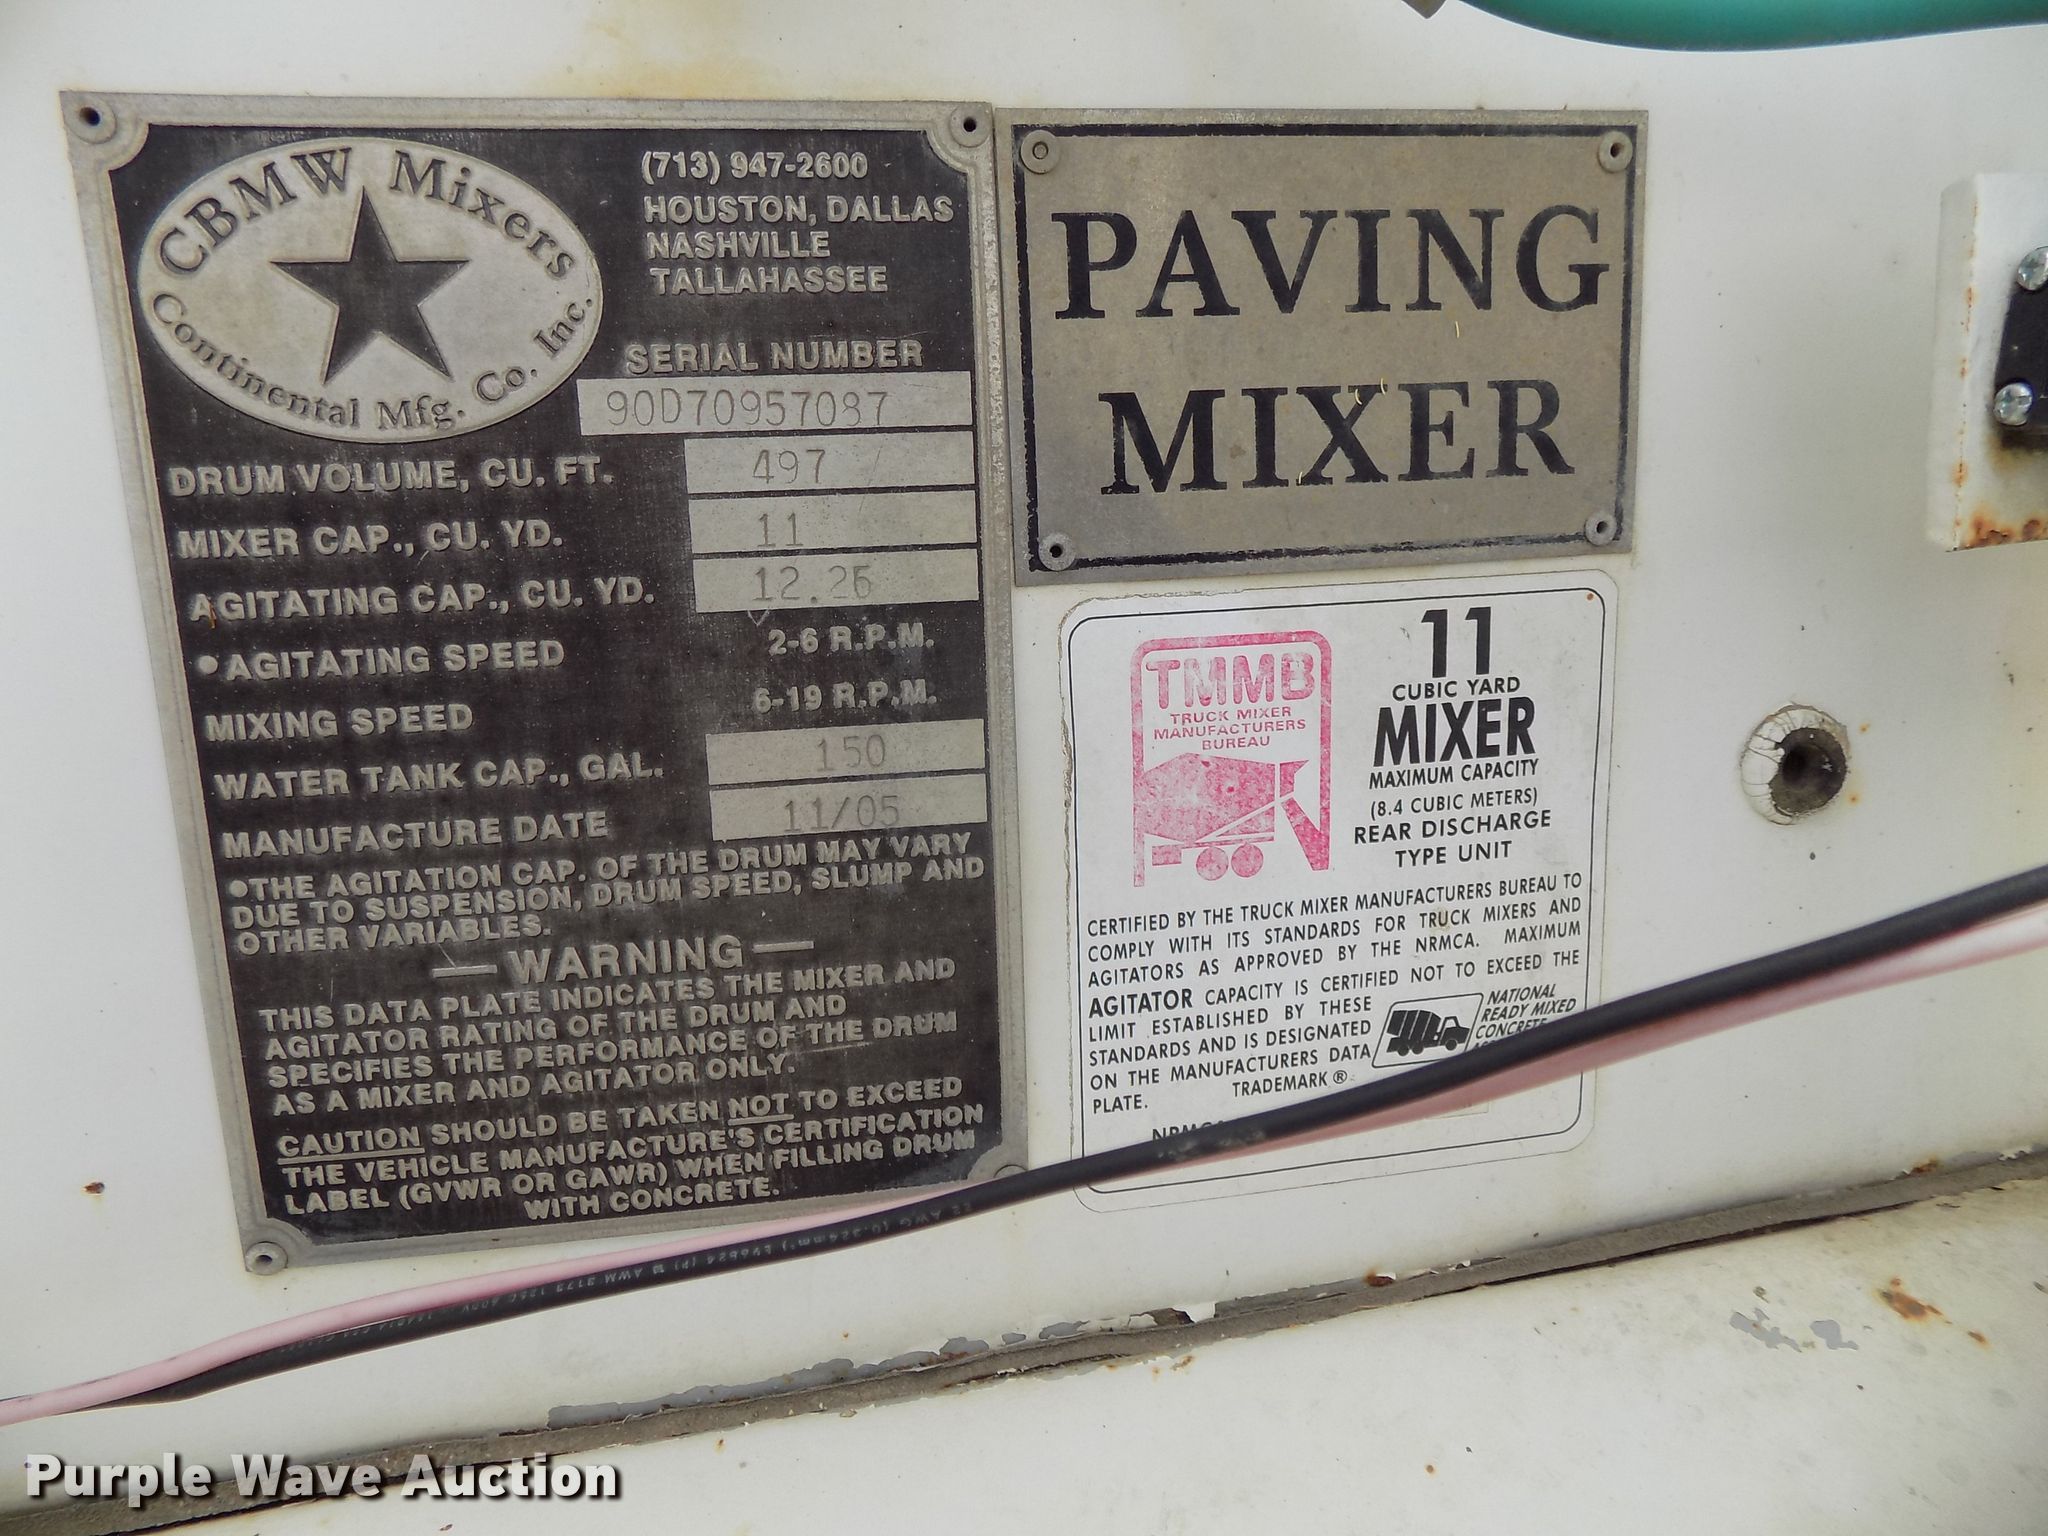 CBMW Mixers
Continental Mfg. Co. Inc.
(713) 947-2600
HOUSTON, DALLAS
NASHVILLE
TALLAHASSEE
SERIAL NUMBER
90D70957087
DRUM VOLUME, CU. FT. 497
MIXER CAP., CU. YD. 11
AGITATING CAP., CU. YD. 12.26
•AGITATING SPEED 2-6 R.P.M.
MIXING SPEED 6-19 R.P.M.
WATER TANK CAP., GAL. 150
MANUFACTURE DATE 11/05
•THE AGITATION CAP. OF THE DRUM MAY VARY
DUE TO SUSPENSION, DRUM SPEED, SLUMP AND
OTHER VARIABLES.
— WARNING —
THIS DATA PLATE INDICATES THE MIXER AND
AGITATOR RATING OF THE DRUM AND
SPECIFIES THE PERFORMANCE OF THE DRUM
AS A MIXER AND AGITATOR ONLY.
CAUTION SHOULD BE TAKEN NOT TO EXCEED
THE VEHICLE MANUFACTURE'S CERTIFICATION
LABEL (GVWR OR GAWR) WHEN FILLING DRUM
WITH CONCRETE.
PAVING
MIXER
TMMB
TRUCK MIXER
MANUFACTURERS
BUREAU
11
CUBIC YARD
MIXER
MAXIMUM CAPACITY
(8.4 CUBIC METERS)
REAR DISCHARGE
TYPE UNIT
CERTIFIED BY THE TRUCK MIXER MANUFACTURERS BUREAU TO
COMPLY WITH ITS STANDARDS FOR TRUCK MIXERS AND
AGITATORS AS APPROVED BY THE NRMCA. MAXIMUM
AGITATOR CAPACITY IS CERTIFIED NOT TO EXCEED THE
LIMIT ESTABLISHED BY THESE
STANDARDS AND IS DESIGNATED
ON THE MANUFACTURERS DATA
PLATE. TRADEMARK ®
NATIONAL
READY MIXED
CONCRETE
22 AWG (0.324mm²)
Purple Wave Auction